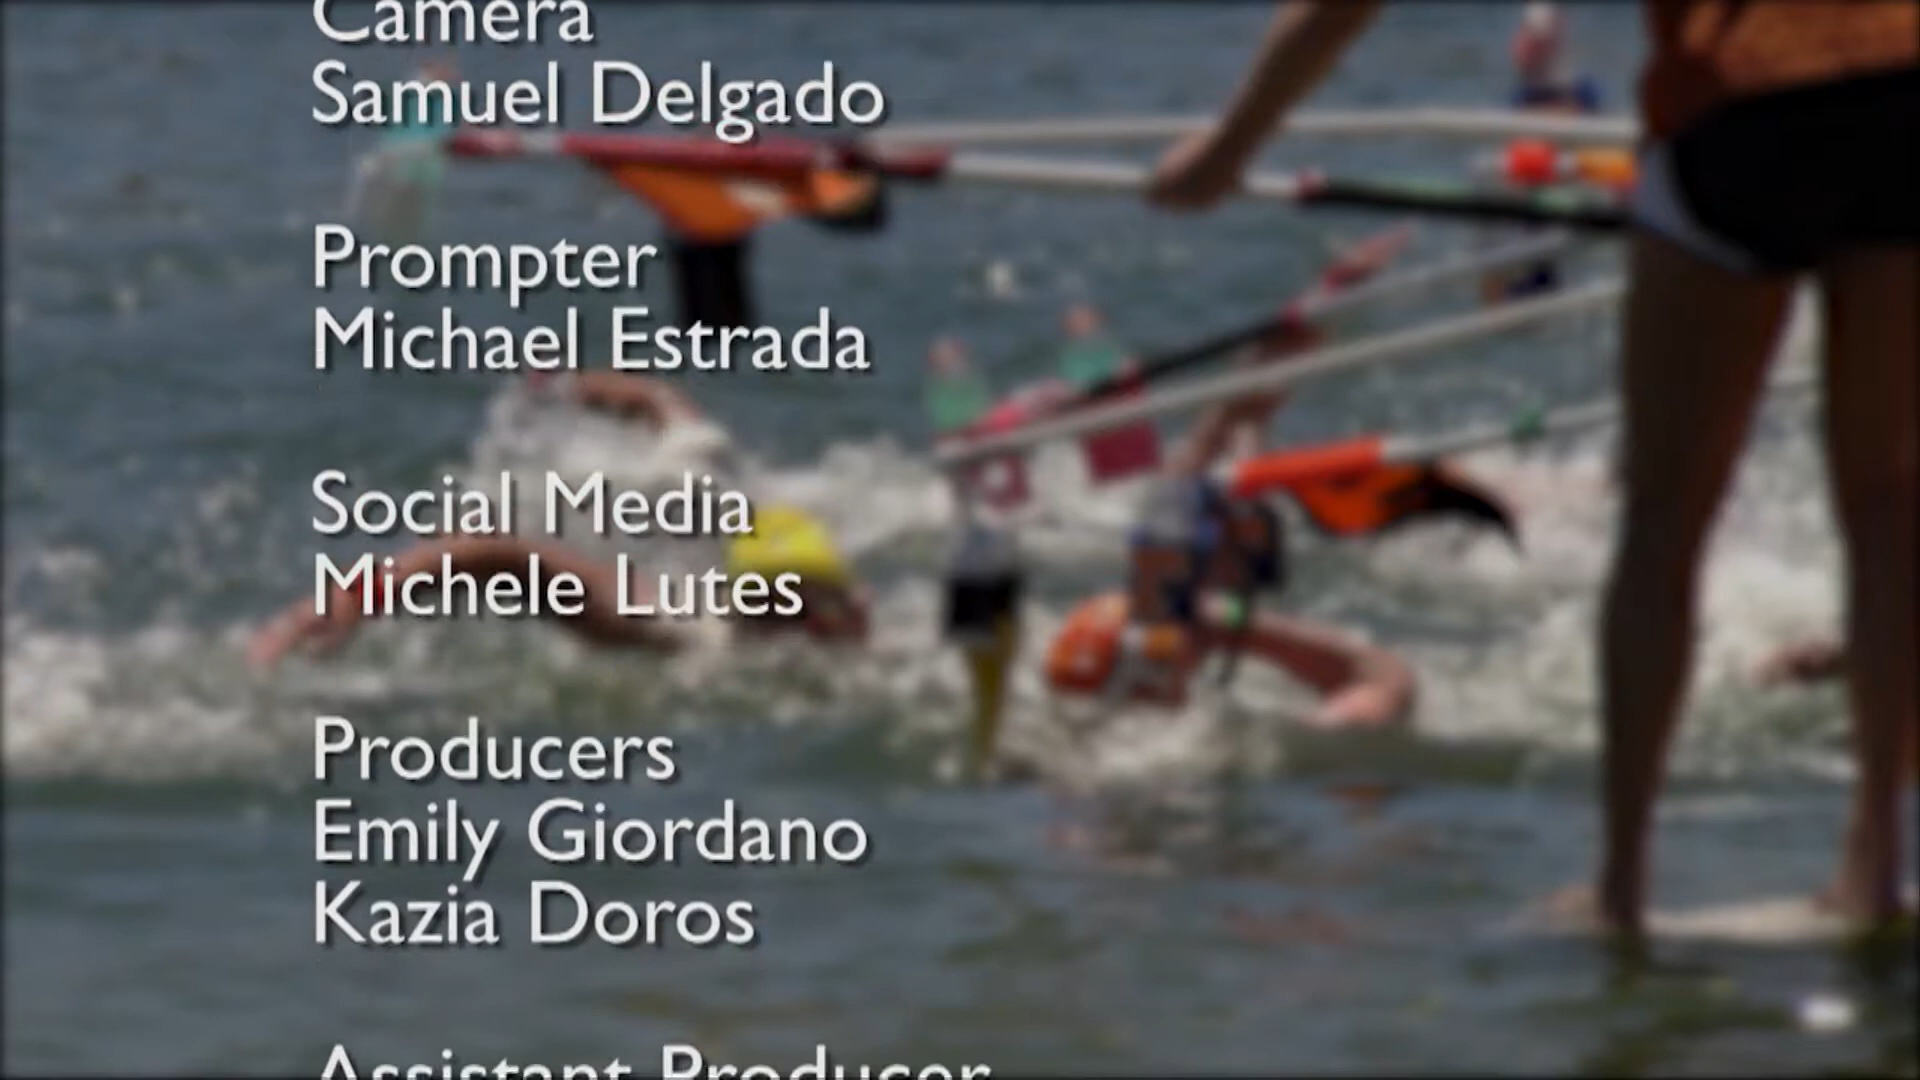 Camera
Samuel Delgado
Prompter
Michael Estrada
Social Media
Michele Lutes
Producers
Emily Giordano
Kazia Doros
Assistant Producer